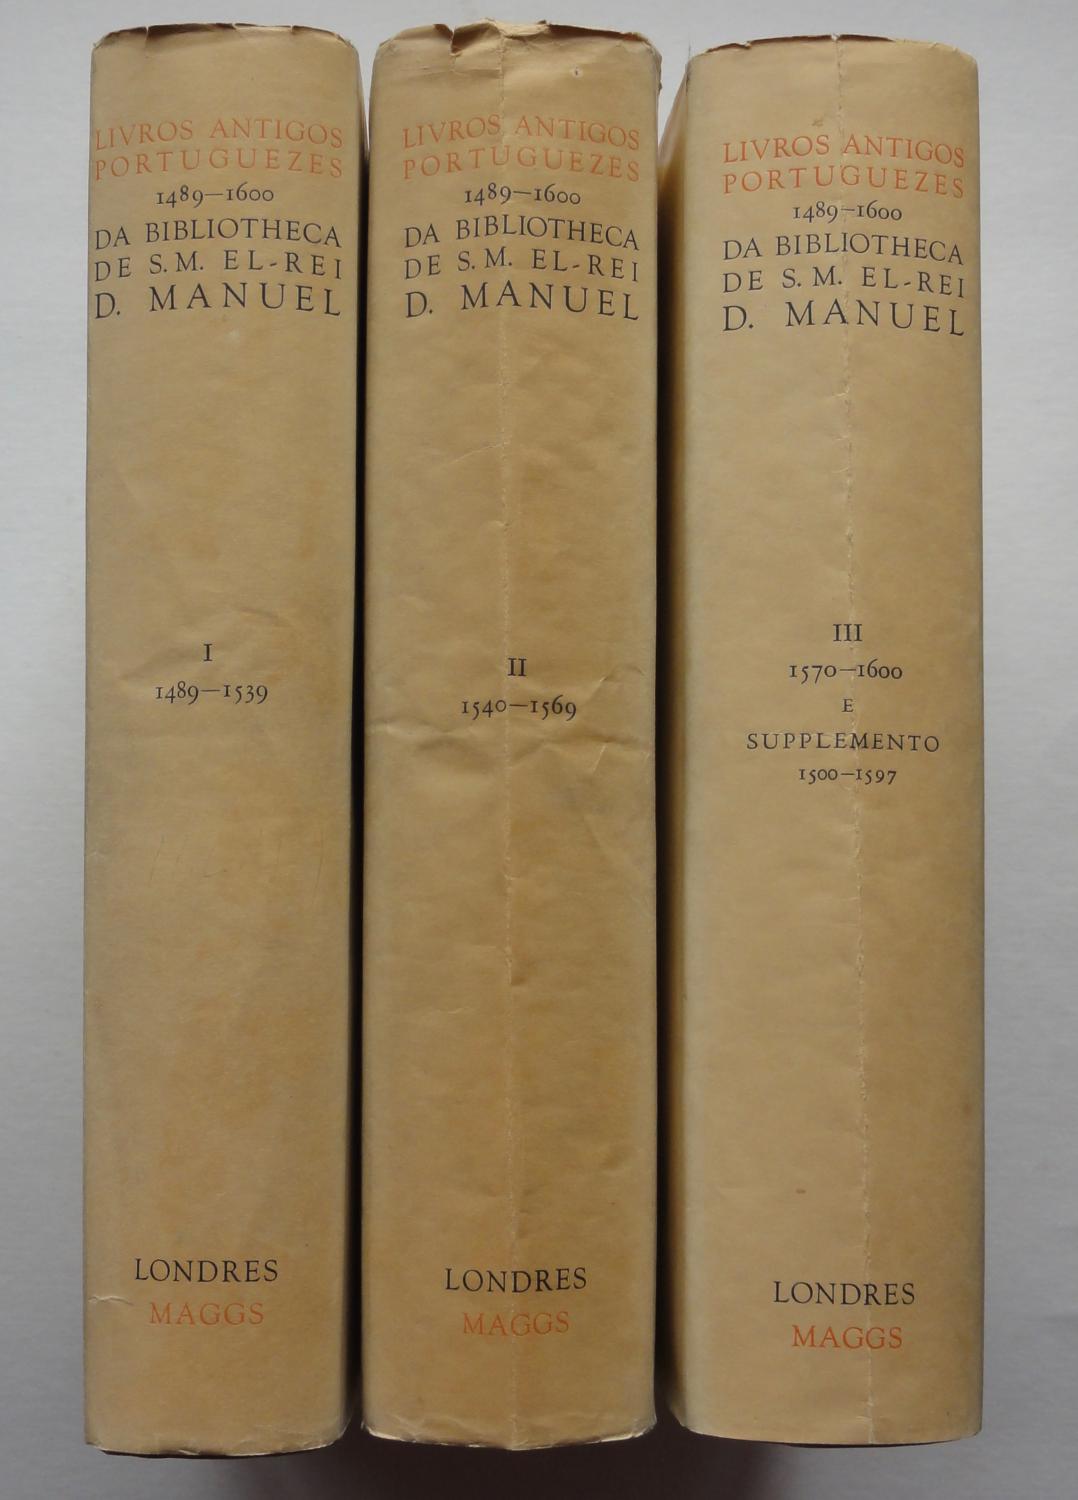 LIVROS ANTIGOS
PORTUGUEZES
1489—1600
DA BIBLIOTHECA
DE S.M. EL-REI
D. MANUEL
I
1489—1539
LONDRES
MAGGS
LIVROS ANTIGOS
PORTUGUEZES
1489—1600
DA BIBLIOTHECA
DE S.M. EL-REI
D. MANUEL
II
1540—1569
LONDRES
MAGGS
LIVROS ANTIGOS
PORTUGUEZES
1489—1600
DA BIBLIOTHECA
DE S.M. EL-REI
D. MANUEL
III
1570—1600
E
SUPPLEMENTO
1500—1597
LONDRES
MAGGS